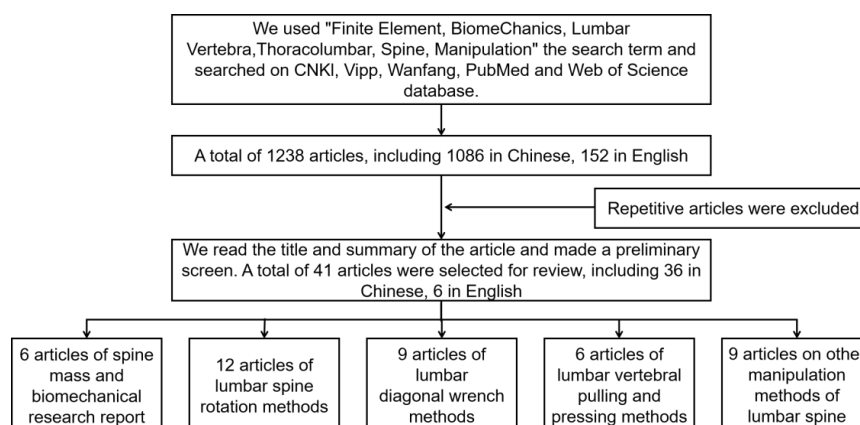 We used "Finite Element, BiomeChanics, Lumbar
Vertebra,Thoracolumbar, Spine, Manipulation" the search term and
searched on CNKI, Vipp, Wanfang, PubMed and Web of Science
database.
A total of 1238 articles, including 1086 in Chinese, 152 in English
Repetitive articles were excluded
We read the title and summary of the article and made a preliminary
screen. A total of 41 articles were selected for review, including 36 in
Chinese, 6 in English
6 articles of spine
mass and
biomechanical
research report
12 articles of
lumbar spine
rotation methods
9 articles of
lumbar
diagonal wrench
methods
6 articles of
lumbar vertebral
pulling and
pressing methods
9 articles on other
manipulation
methods of
lumbar spine